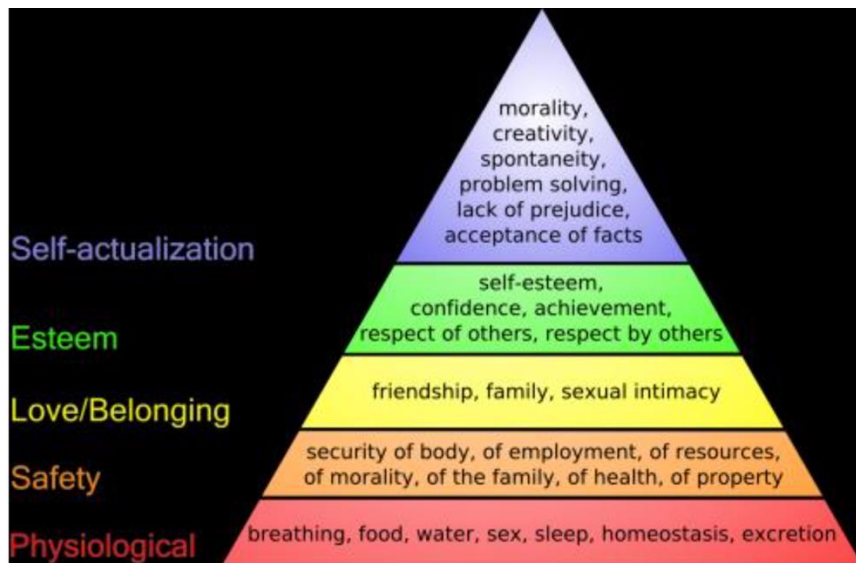 morality,
creativity,
spontaneity,
problem solving,
lack of prejudice,
acceptance of facts
Self-actualization
self-esteem,
confidence, achievement,
respect of others, respect by others
Esteem
friendship, family, sexual intimacy
Love/Belonging
security of body, of employment, of resources,
of morality, of the family, of health, of property
Safety
breathing, food, water, sex, sleep, homeostasis, excretion
Physiological